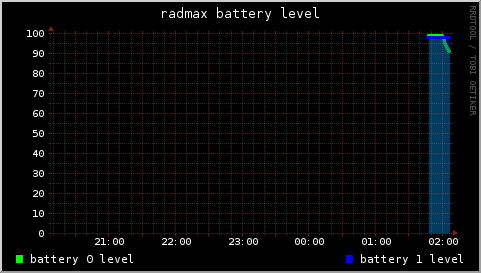 radmax battery level
RRDTOOL / TOBI OETIKER
100
90
80
70
60
50
40
30
20
10
0
21:00 22:00 23:00 00:00 01:00 02:00
battery 0 level battery 1 level